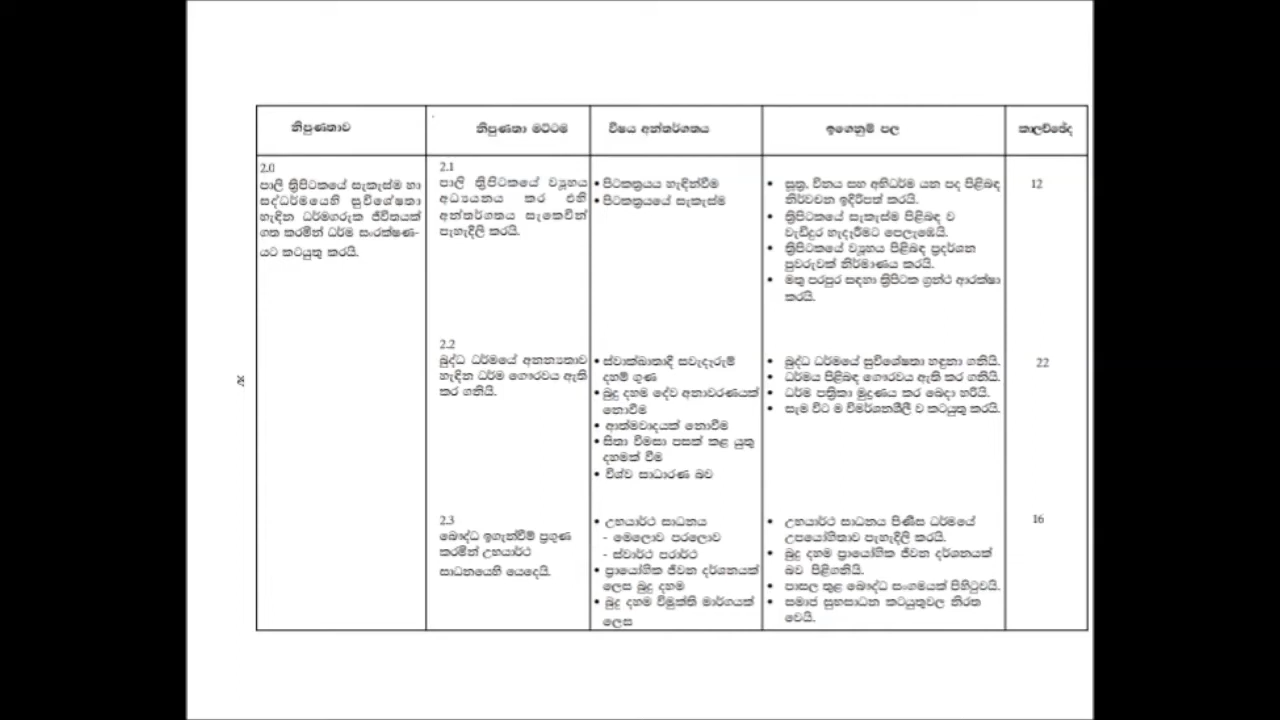 නිපුණතාව
නිපුණතා මට්ටම
විෂය අන්තර්ගතය
ඉගෙනුම් පල
කාලච්ඡේද
2.0
පාලි ත්‍රිපිටකයේ සැකැස්ම හා
සද්ධර්මයෙහි සුවිශේෂතා
හැඳින ධර්මගරුක ජීවිතයක්
ගත කරමින් ධර්ම සංරක්ෂණ-
යට කටයුතු කරයි.
2.1
පාලි ත්‍රිපිටකයේ ව්‍යූහය
අධ්‍යයනය කර එහි
අන්තර්ගතය සැකෙවින්
පැහැදිලි කරයි.
• පිටකත්‍රයය හැඳින්වීම
• පිටකත්‍රයයේ සැකැස්ම
• සූත්‍ර, විනය සහ අභිධර්ම යන පද පිළිබඳ
නිර්වචන ඉදිරිපත් කරයි.
• ත්‍රිපිටකයේ සැකැස්ම පිළිබඳ ව
වැඩිදුර හැදෑරීමට පෙලැඹෙයි.
• ත්‍රිපිටකයේ ව්‍යූහය පිළිබඳ ප්‍රදර්ශන
පුවරුවක් නිර්මාණය කරයි.
• මතු පරපුර සඳහා ත්‍රිපිටක ග්‍රන්ථ ආරක්ෂා
කරයි.
12
2.2
බුද්ධ ධර්මයේ අනන්‍යතාව
හැඳින ධර්ම ගෞරවය ඇති
කර ගනියි.
• ස්වාක්ඛාතාදී සවැදෑරුම්
දහම් ගුණ
• බුදු දහම දේව අනාවරණයක්
නොවීම
• ආත්මවාදයක් නොවීම
• සිතා විමසා පසක් කළ යුතු
දහමක් වීම
• විශ්ව සාධාරණ බව
• බුද්ධ ධර්මයේ සුවිශේෂතා හඳුනා ගනියි.
• ධර්මය පිළිබඳ ගෞරවය ඇති කර ගනියි.
• ධර්ම පත්‍රිකා මුද්‍රණය කර බෙදා හරියි.
• සැම විට ම විමර්ශනශීලී ව කටයුතු කරයි.
22
2.3
බෞද්ධ ඉගැන්වීම් ප්‍රගුණ
කරමින් උභයාර්ථ
සාධනයෙහි යෙදෙයි.
• උභයාර්ථ සාධනය
- මෙලොව පරලොව
- ස්වාර්ථ පරාර්ථ
• ප්‍රායෝගික ජීවන දර්ශනයක්
ලෙස බුදු දහම
• බුදු දහම විමුක්ති මාර්ගයක්
ලෙස
• උභයාර්ථ සාධනය පිණිස ධර්මයේ
උපයෝගිතාව පැහැදිලි කරයි.
• බුදු දහම ප්‍රායෝගික ජීවන දර්ශනයක්
බව පිළිගනියි.
• පාසල තුළ බෞද්ධ සංගමයක් පිහිටුවයි.
• සමාජ සුභසාධන කටයුතුවල නිරත
වෙයි.
16